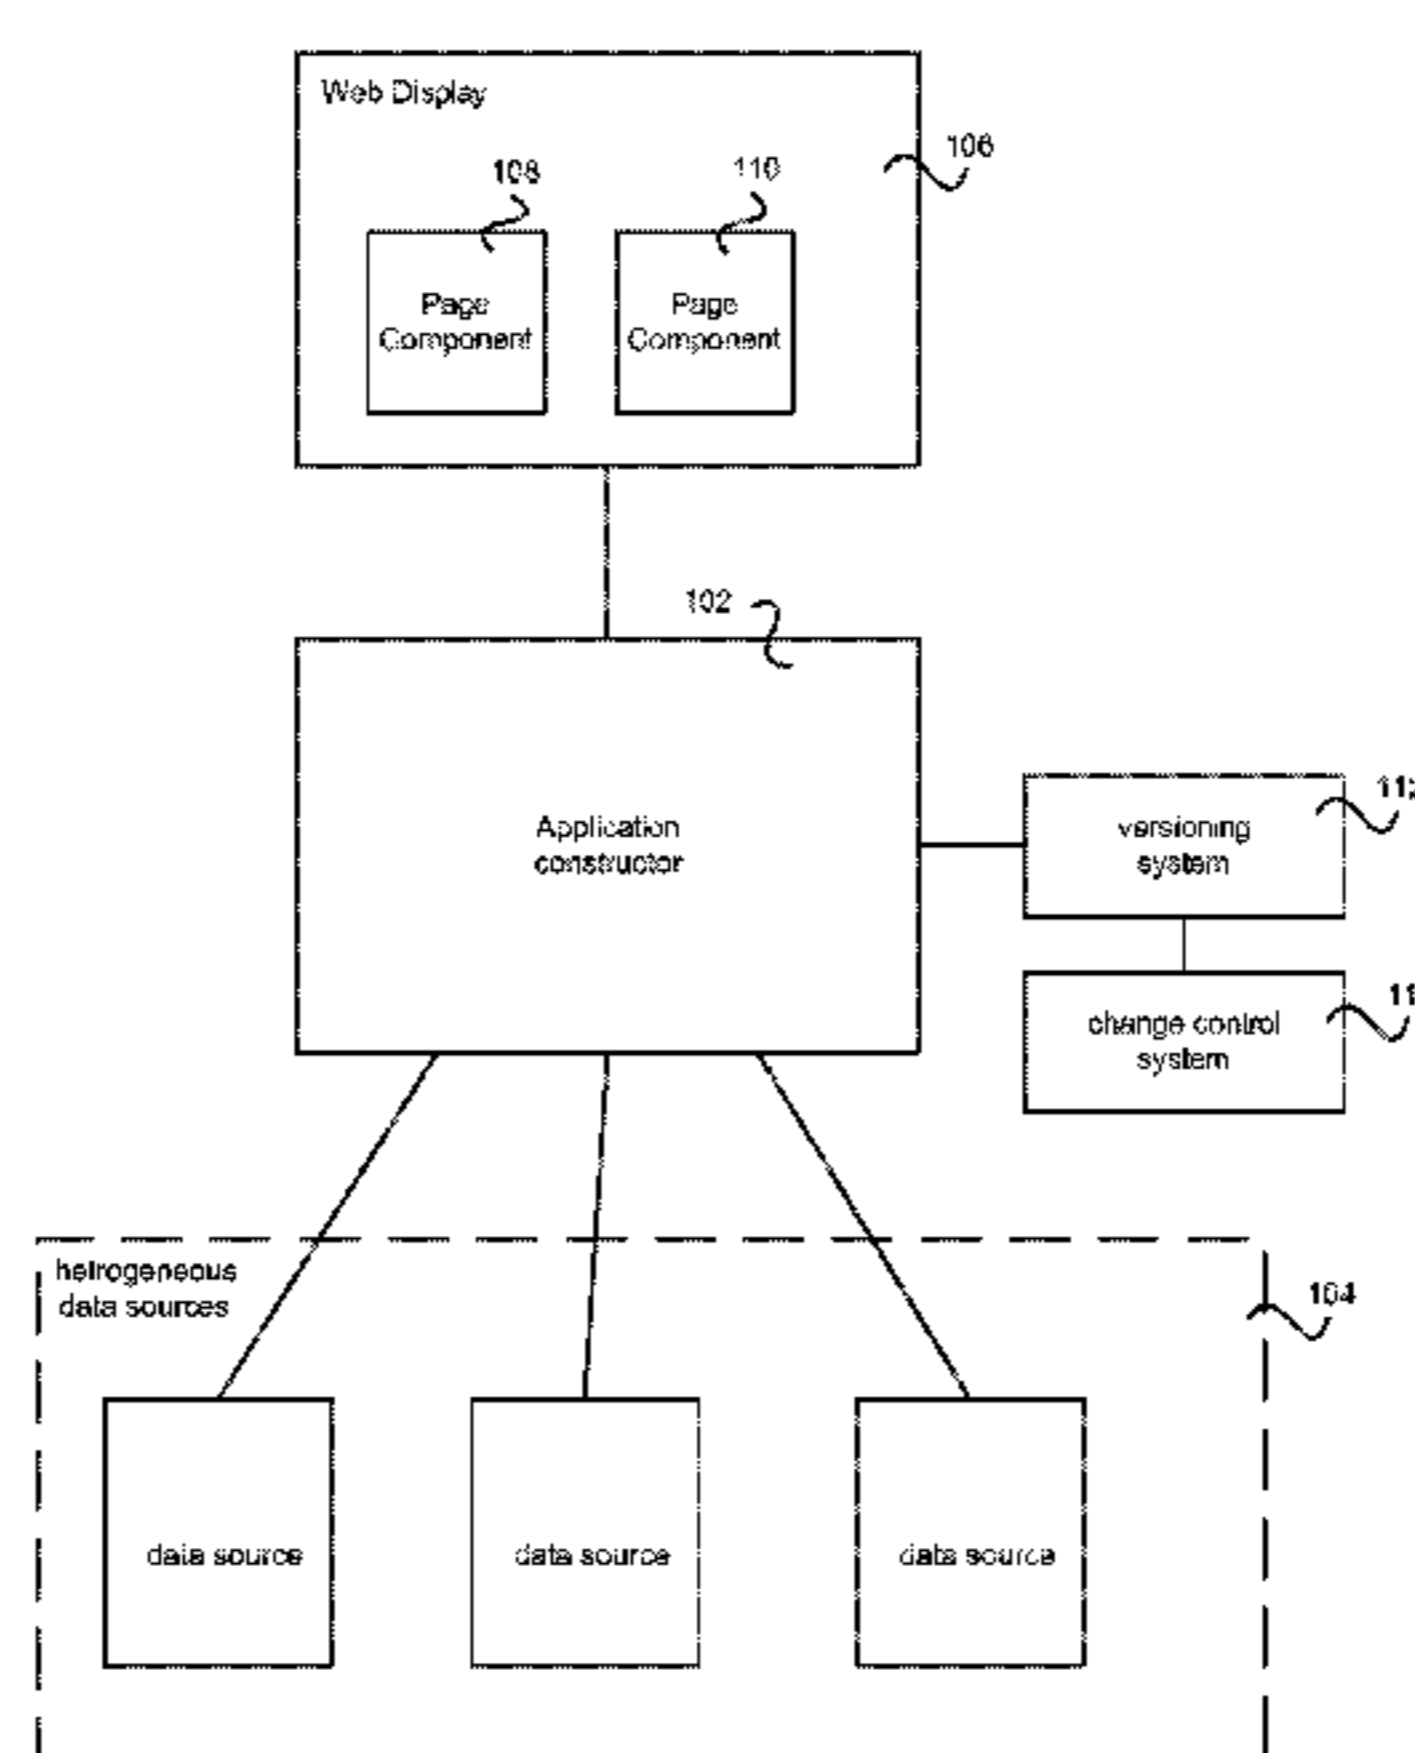 Web Display
106
108
110
Page
Component
Page
Component
102
Application
constructor
versioning
system
change control
system
hetrogeneous
data sources
104
data source
data source
data source